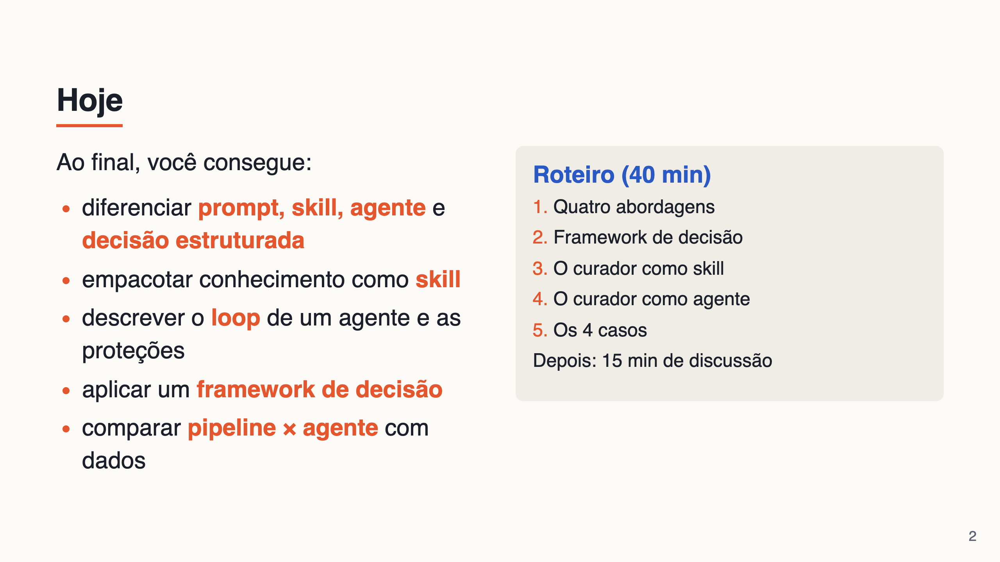 Hoje
Ao final, você consegue:
• diferenciar prompt, skill, agente e
decisão estruturada
• empacotar conhecimento como skill
• descrever o loop de um agente e as
proteções
• aplicar um framework de decisão
• comparar pipeline × agente com
dados
Roteiro (40 min)
1. Quatro abordagens
2. Framework de decisão
3. O curador como skill
4. O curador como agente
5. Os 4 casos
Depois: 15 min de discussão
2